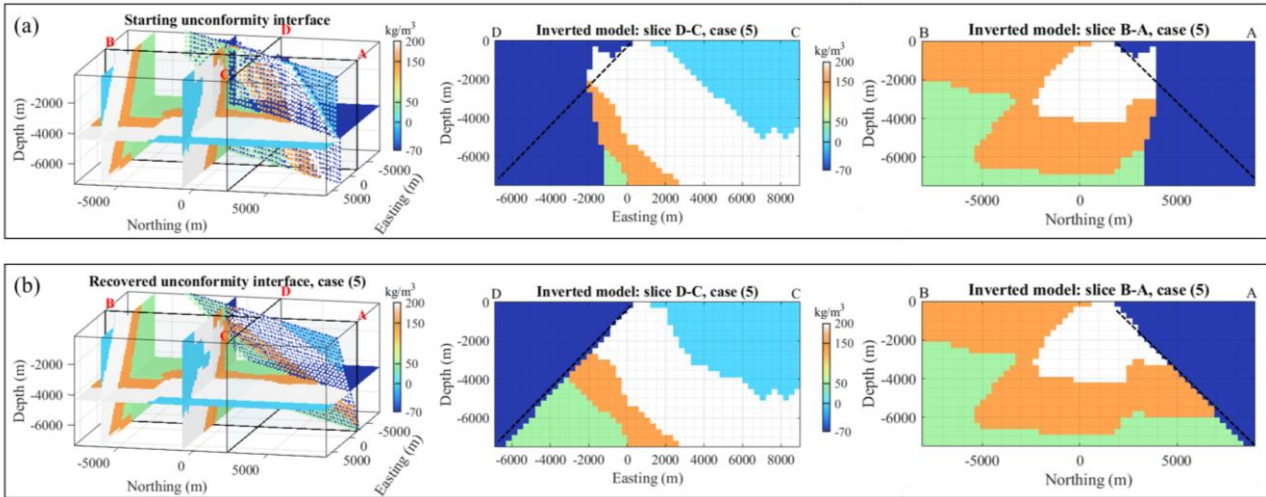 (a)
Starting unconformity interface
kg/m³
200
150
50
0
-70
D
B
A
C
Depth (m)
-2000
-4000
-6000
-5000
0
5000
Northing (m)
5000
0
-5000
Easting (m)
Inverted model: slice D-C, case (5)
D
C
Depth (m)
0
-2000
-4000
-6000
-6000 -4000 -2000 0 2000 4000 6000 8000
Easting (m)
Inverted model: slice B-A, case (5)
B
A
kg/m³
200
150
50
0
-70
Depth (m)
0
-2000
-4000
-6000
-5000 0 5000
Northing (m)
(b)
Recovered unconformity interface, case (5)
kg/m³
200
150
50
0
-70
D
B
A
C
Depth (m)
-2000
-4000
-6000
-5000
0
5000
Northing (m)
5000
0
-5000
Easting (m)
Inverted model: slice D-C, case (5)
D
C
Depth (m)
0
-2000
-4000
-6000
-6000 -4000 -2000 0 2000 4000 6000 8000
Easting (m)
kg/m³
200
150
50
0
-70
Inverted model: slice B-A, case (5)
B
A
Depth (m)
0
-2000
-4000
-6000
-5000 0 5000
Northing (m)